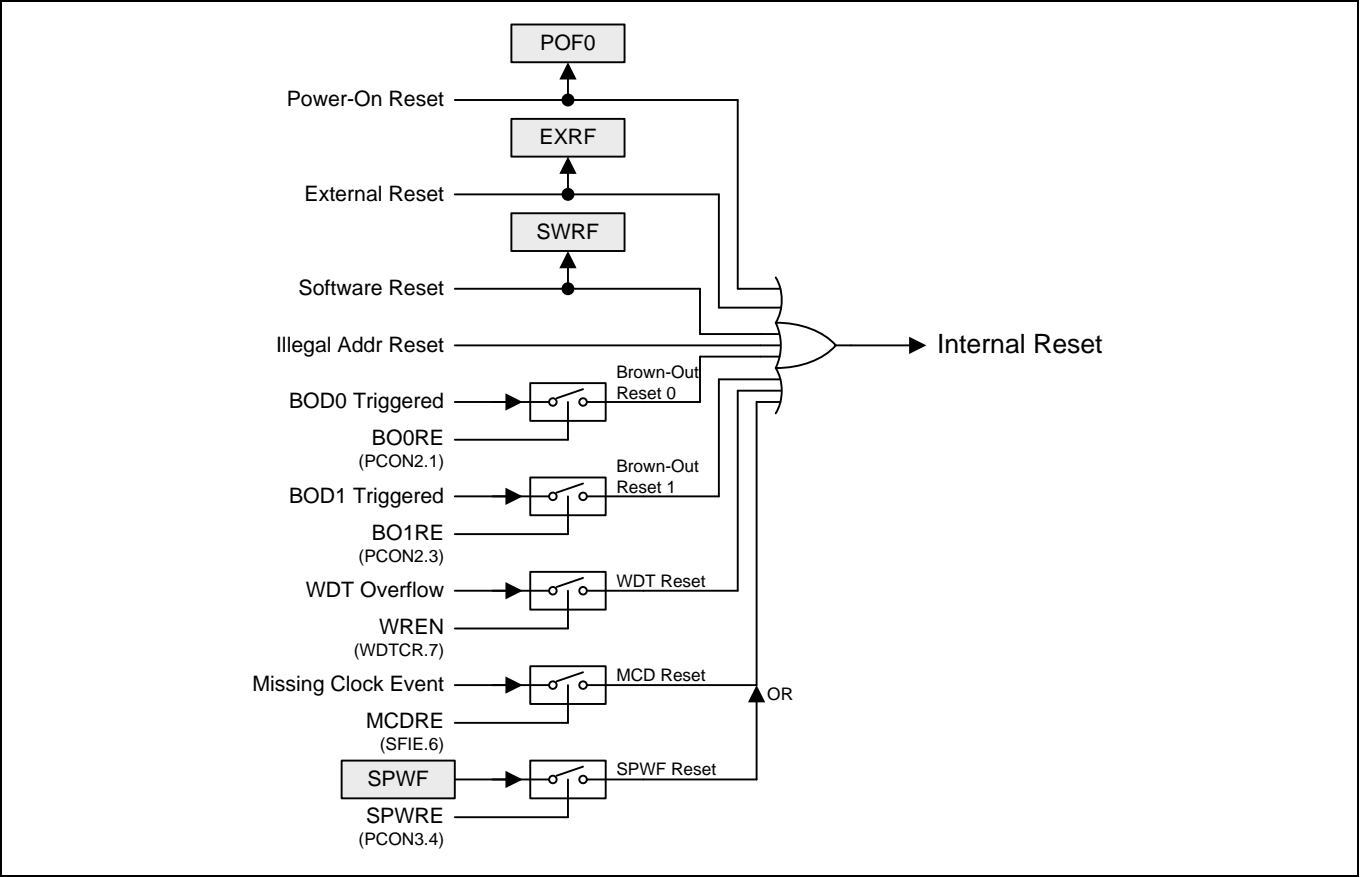 POF0
Power-On Reset
EXRF
External Reset
SWRF
Software Reset
Illegal Addr Reset
Internal Reset
Brown-Out
Reset 0
BOD0 Triggered
BO0RE
(PCON2.1)
Brown-Out
Reset 1
BOD1 Triggered
BO1RE
(PCON2.3)
WDT Overflow
WDT Reset
WREN
(WDTCR.7)
Missing Clock Event
MCD Reset
OR
MCDRE
(SFIE.6)
SPWF
SPWF Reset
SPWRE
(PCON3.4)